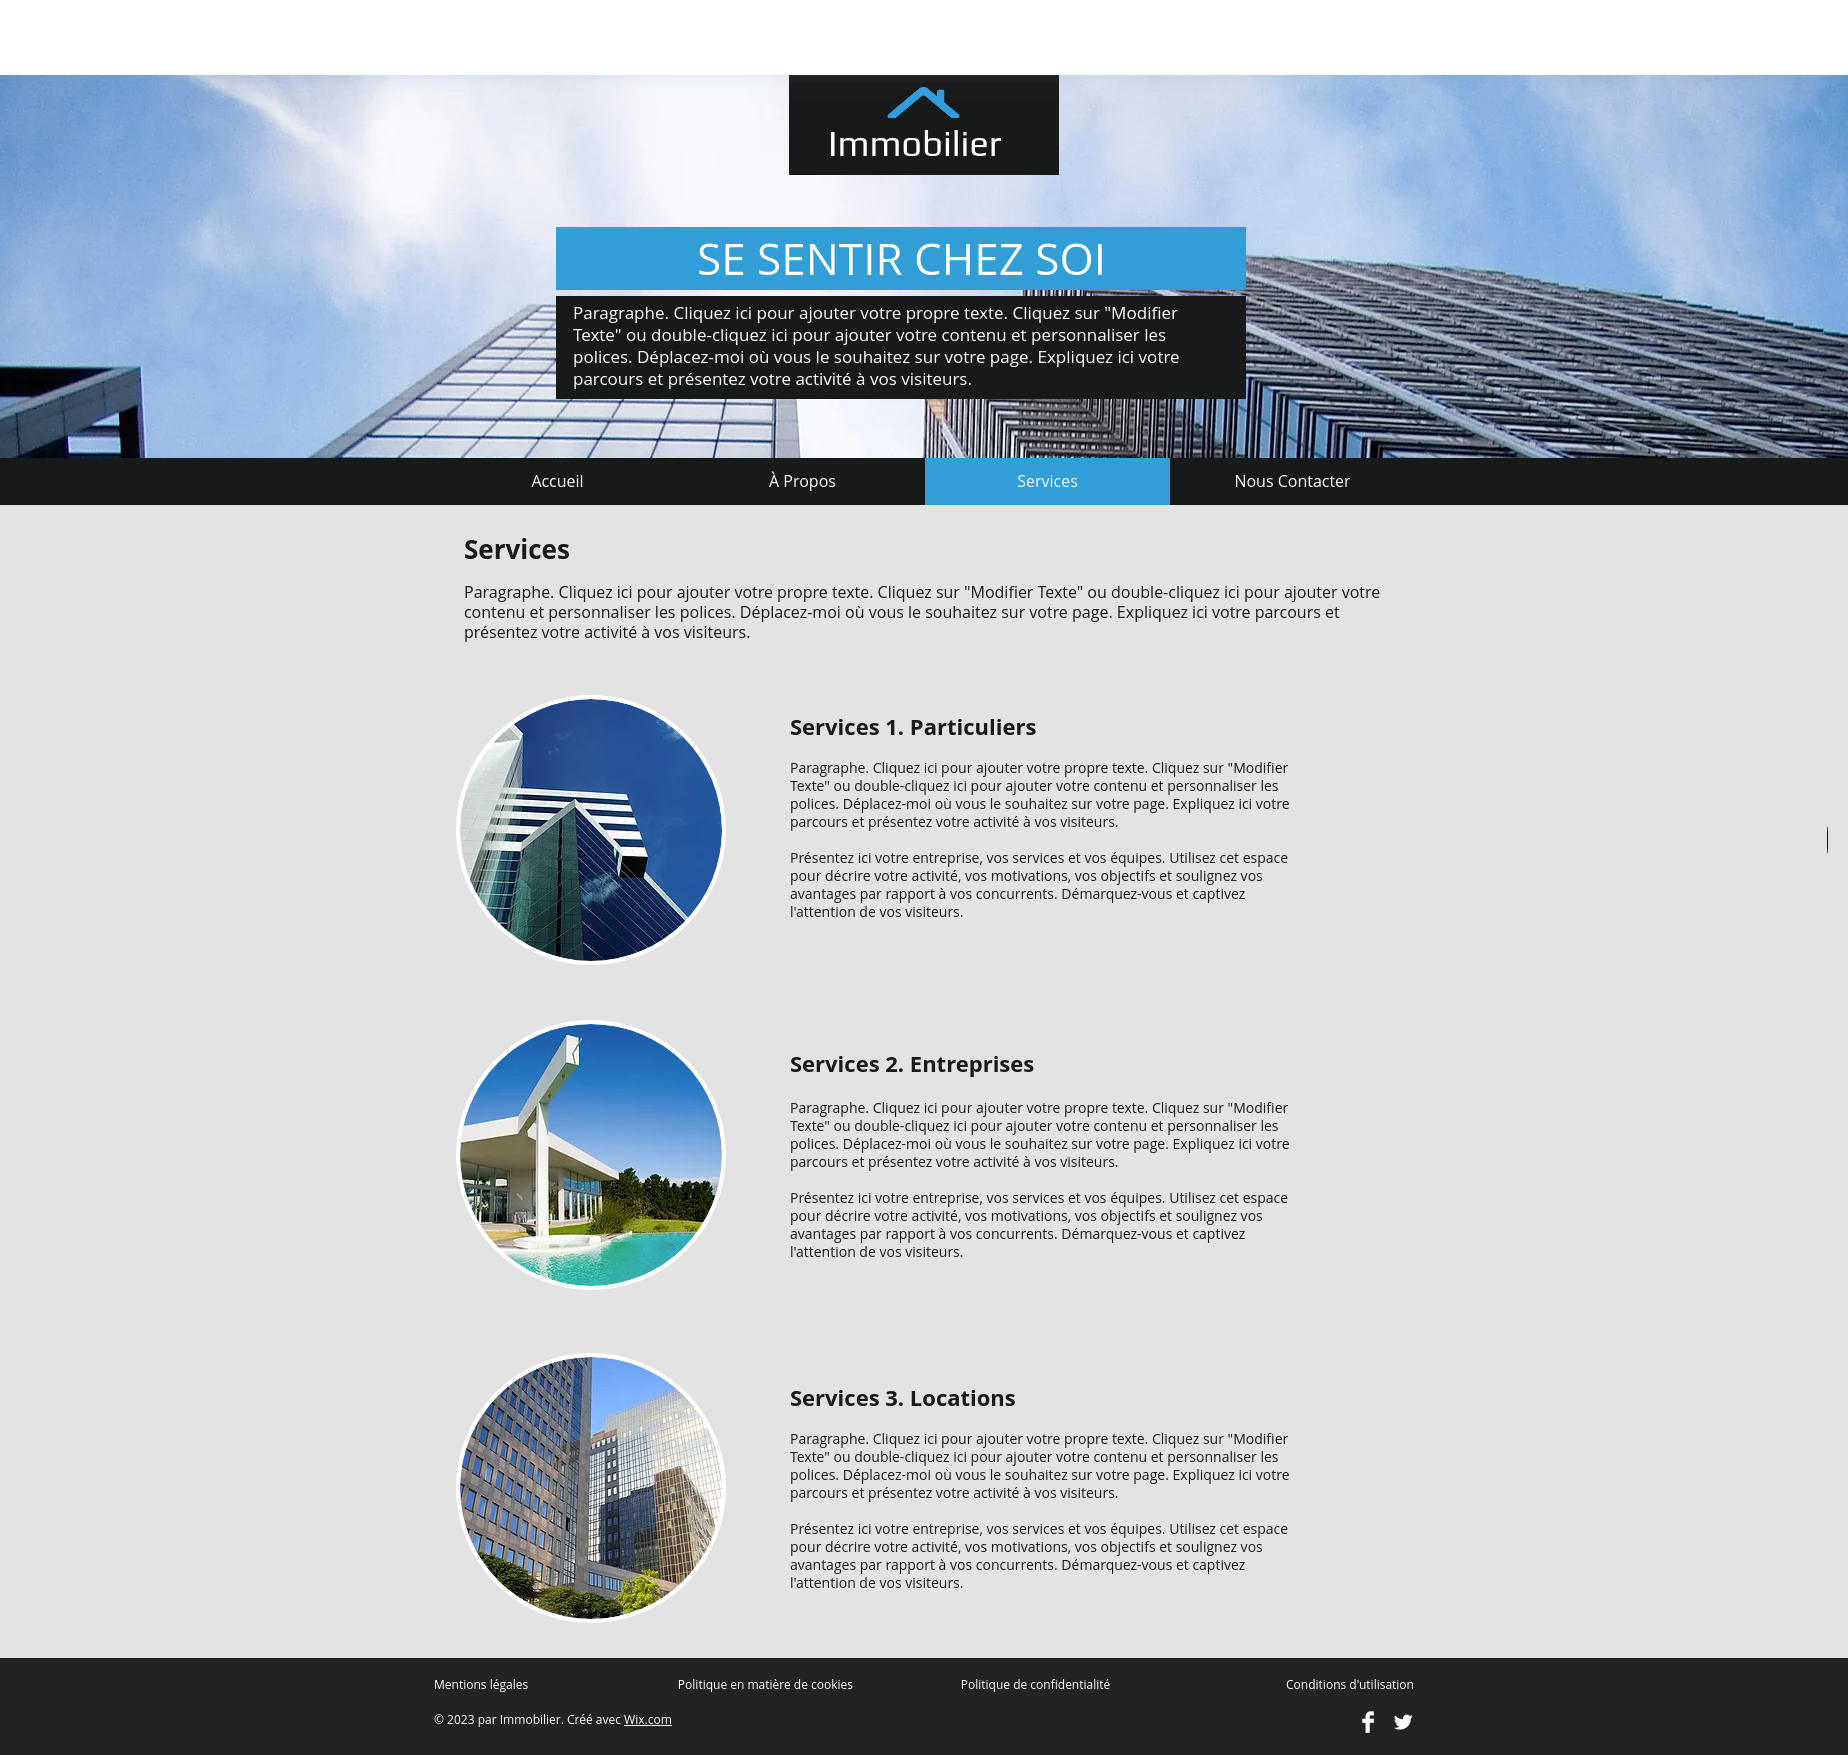 Immobilier
SE SENTIR CHEZ SOI
Paragraphe. Cliquez ici pour ajouter votre propre texte. Cliquez sur "Modifier
Texte" ou double-cliquez ici pour ajouter votre contenu et personnaliser les
polices. Déplacez-moi où vous le souhaitez sur votre page. Expliquez ici votre
parcours et présentez votre activité à vos visiteurs.
Accueil À Propos Services Nous Contacter
Services
Paragraphe. Cliquez ici pour ajouter votre propre texte. Cliquez sur "Modifier Texte" ou double-cliquez ici pour ajouter votre
contenu et personnaliser les polices. Déplacez-moi où vous le souhaitez sur votre page. Expliquez ici votre parcours et
présentez votre activité à vos visiteurs.
Services 1. Particuliers
Paragraphe. Cliquez ici pour ajouter votre propre texte. Cliquez sur "Modifier
Texte" ou double-cliquez ici pour ajouter votre contenu et personnaliser les
polices. Déplacez-moi où vous le souhaitez sur votre page. Expliquez ici votre
parcours et présentez votre activité à vos visiteurs.
Présentez ici votre entreprise, vos services et vos équipes. Utilisez cet espace
pour décrire votre activité, vos motivations, vos objectifs et soulignez vos
avantages par rapport à vos concurrents. Démarquez-vous et captivez
l'attention de vos visiteurs.
Services 2. Entreprises
Paragraphe. Cliquez ici pour ajouter votre propre texte. Cliquez sur "Modifier
Texte" ou double-cliquez ici pour ajouter votre contenu et personnaliser les
polices. Déplacez-moi où vous le souhaitez sur votre page. Expliquez ici votre
parcours et présentez votre activité à vos visiteurs.
Présentez ici votre entreprise, vos services et vos équipes. Utilisez cet espace
pour décrire votre activité, vos motivations, vos objectifs et soulignez vos
avantages par rapport à vos concurrents. Démarquez-vous et captivez
l'attention de vos visiteurs.
Services 3. Locations
Paragraphe. Cliquez ici pour ajouter votre propre texte. Cliquez sur "Modifier
Texte" ou double-cliquez ici pour ajouter votre contenu et personnaliser les
polices. Déplacez-moi où vous le souhaitez sur votre page. Expliquez ici votre
parcours et présentez votre activité à vos visiteurs.
Présentez ici votre entreprise, vos services et vos équipes. Utilisez cet espace
pour décrire votre activité, vos motivations, vos objectifs et soulignez vos
avantages par rapport à vos concurrents. Démarquez-vous et captivez
l'attention de vos visiteurs.
Mentions légales Politique en matière de cookies Politique de confidentialité Conditions d'utilisation
© 2023 par Immobilier. Créé avec Wix.com